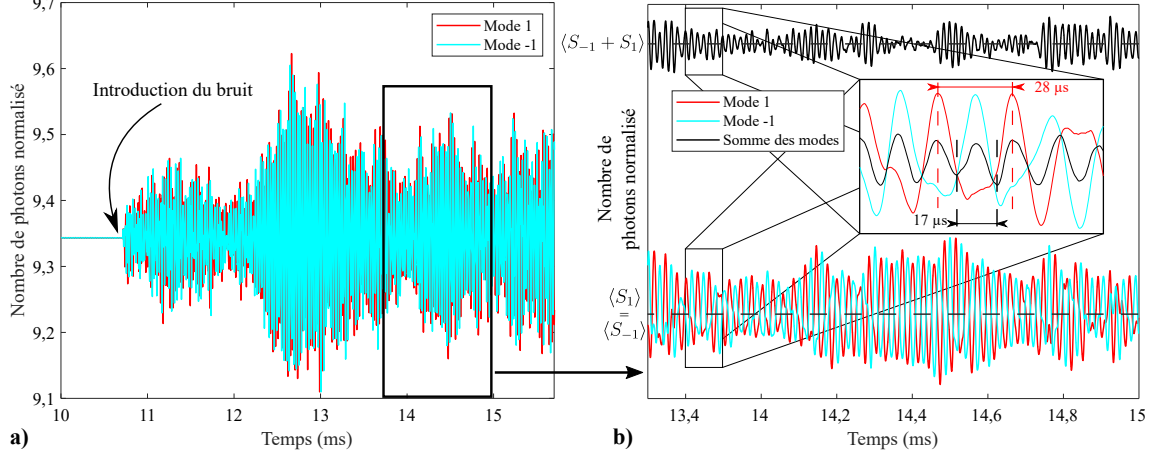 9,7
9,6
9,5
9,4
9,3
9,2
9,1
Nombre de photons normalisé
Mode 1
Mode -1
Introduction du bruit
10
11
12
13
14
15
Temps (ms)
a)
⟨S₋₁ + S₁⟩
Nombre de
photons normalisé
Mode 1
Mode -1
Somme des modes
28 µs
17 µs
⟨S₁⟩
=
⟨S₋₁⟩
13,4
14
14,2
14,4
14,6
14,8
15
Temps (ms)
b)